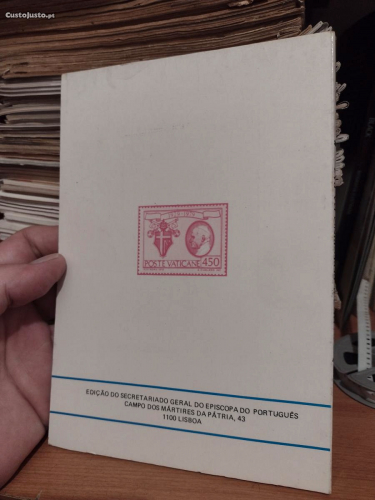 CustoJusto.pt
POSTE VATICANE 450
EDIÇÃO DO SECRETARIADO GERAL DO EPISCOPADO PORTUGUÊS
CAMPO DOS MÁRTIRES DA PÁTRIA, 43
1100 LISBOA